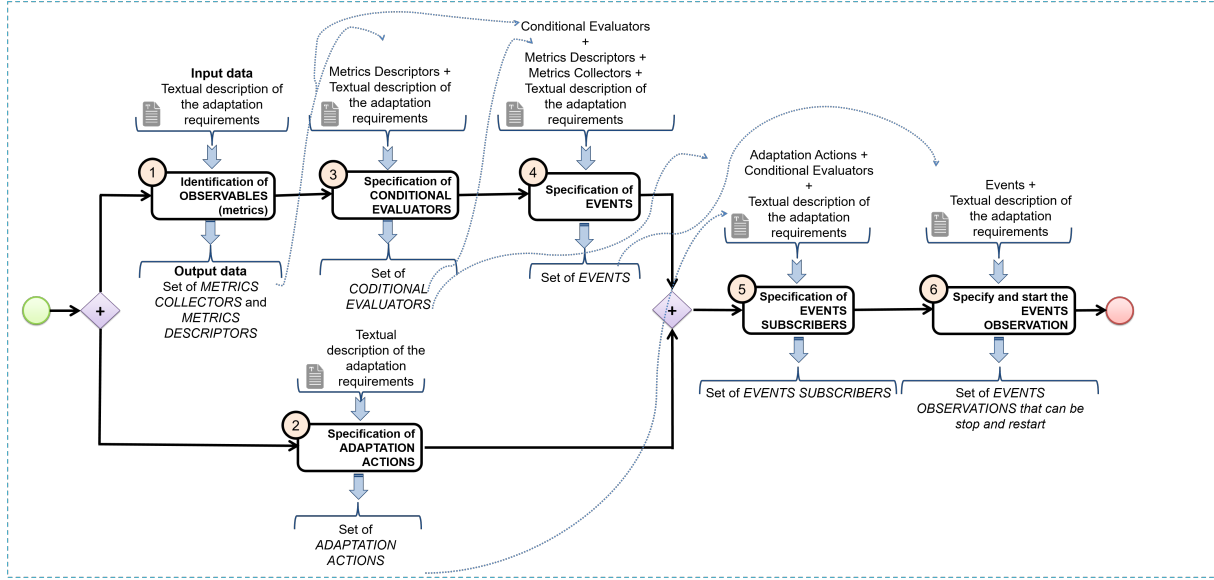 Input data
Textual description of
the adaptation
requirements
1
Identification of
OBSERVABLES
(metrics)
Output data
Set of METRICS
COLLECTORS and
METRICS
DESCRIPTORS
Metrics Descriptors +
Textual description of
the adaptation
requirements
3
Specification of
CONDITIONAL
EVALUATORS
Set of
CODITIONAL
EVALUATORS
Conditional Evaluators
+
Metrics Descriptors +
Metrics Collectors +
Textual description of
the adaptation
requirements
4
Specification of
EVENTS
Set of EVENTS
+
Textual
description of the
adaptation
requirements
2
Specification of
ADAPTATION
ACTIONS
Set of
ADAPTATION
ACTIONS
+
Adaptation Actions +
Conditional Evaluators
+
Textual description of
the adaptation
requirements
5
Specification of
EVENTS
SUBSCRIBERS
Set of EVENTS SUBSCRIBERS
Events +
Textual description of
the adaptation
requirements
6
Specify and start the
EVENTS
OBSERVATION
Set of EVENTS
OBSERVATIONS that can be
stop and restart